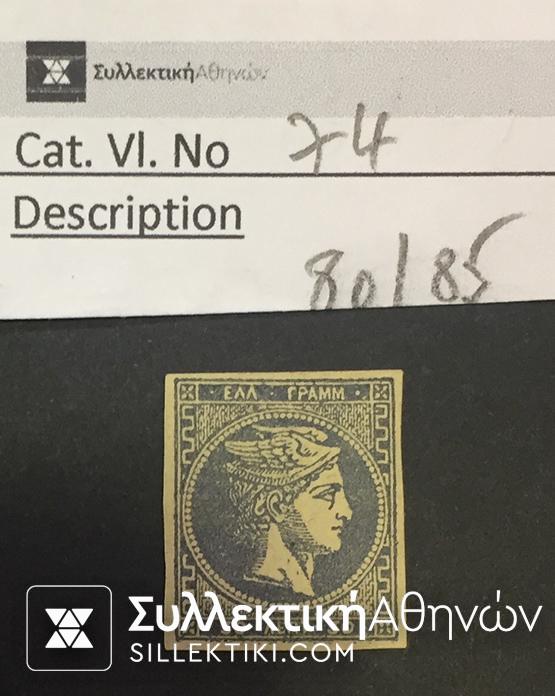 ΣυλλεκτικήΑθηνών
Cat. Vl. No 74
Description
80/85
ΕΛΛ · ΓΡΑΜΜ ·
ΣυλλεκτικήΑθηνών
SILLEKTIKI.COM